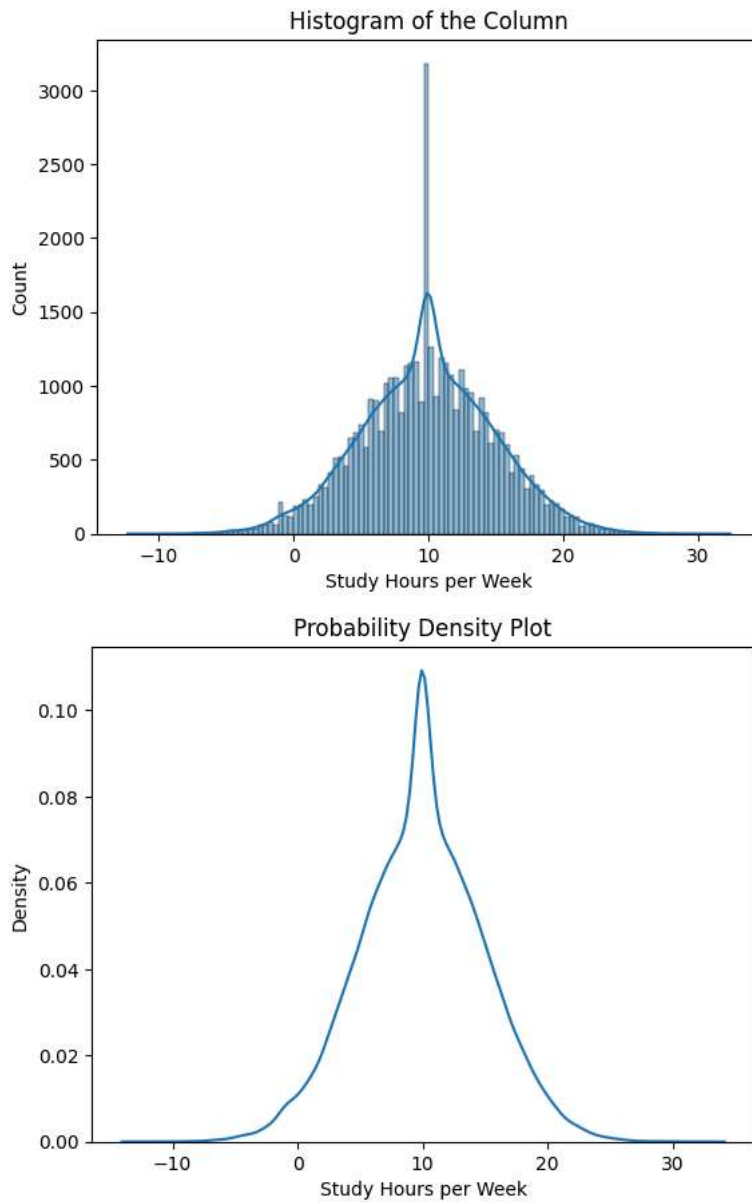 Histogram of the Column
3000
2500
2000
1500
1000
500
0
Count
−10 0 10 20 30
Study Hours per Week
Probability Density Plot
0.10
0.08
0.06
0.04
0.02
0.00
Density
−10 0 10 20 30
Study Hours per Week